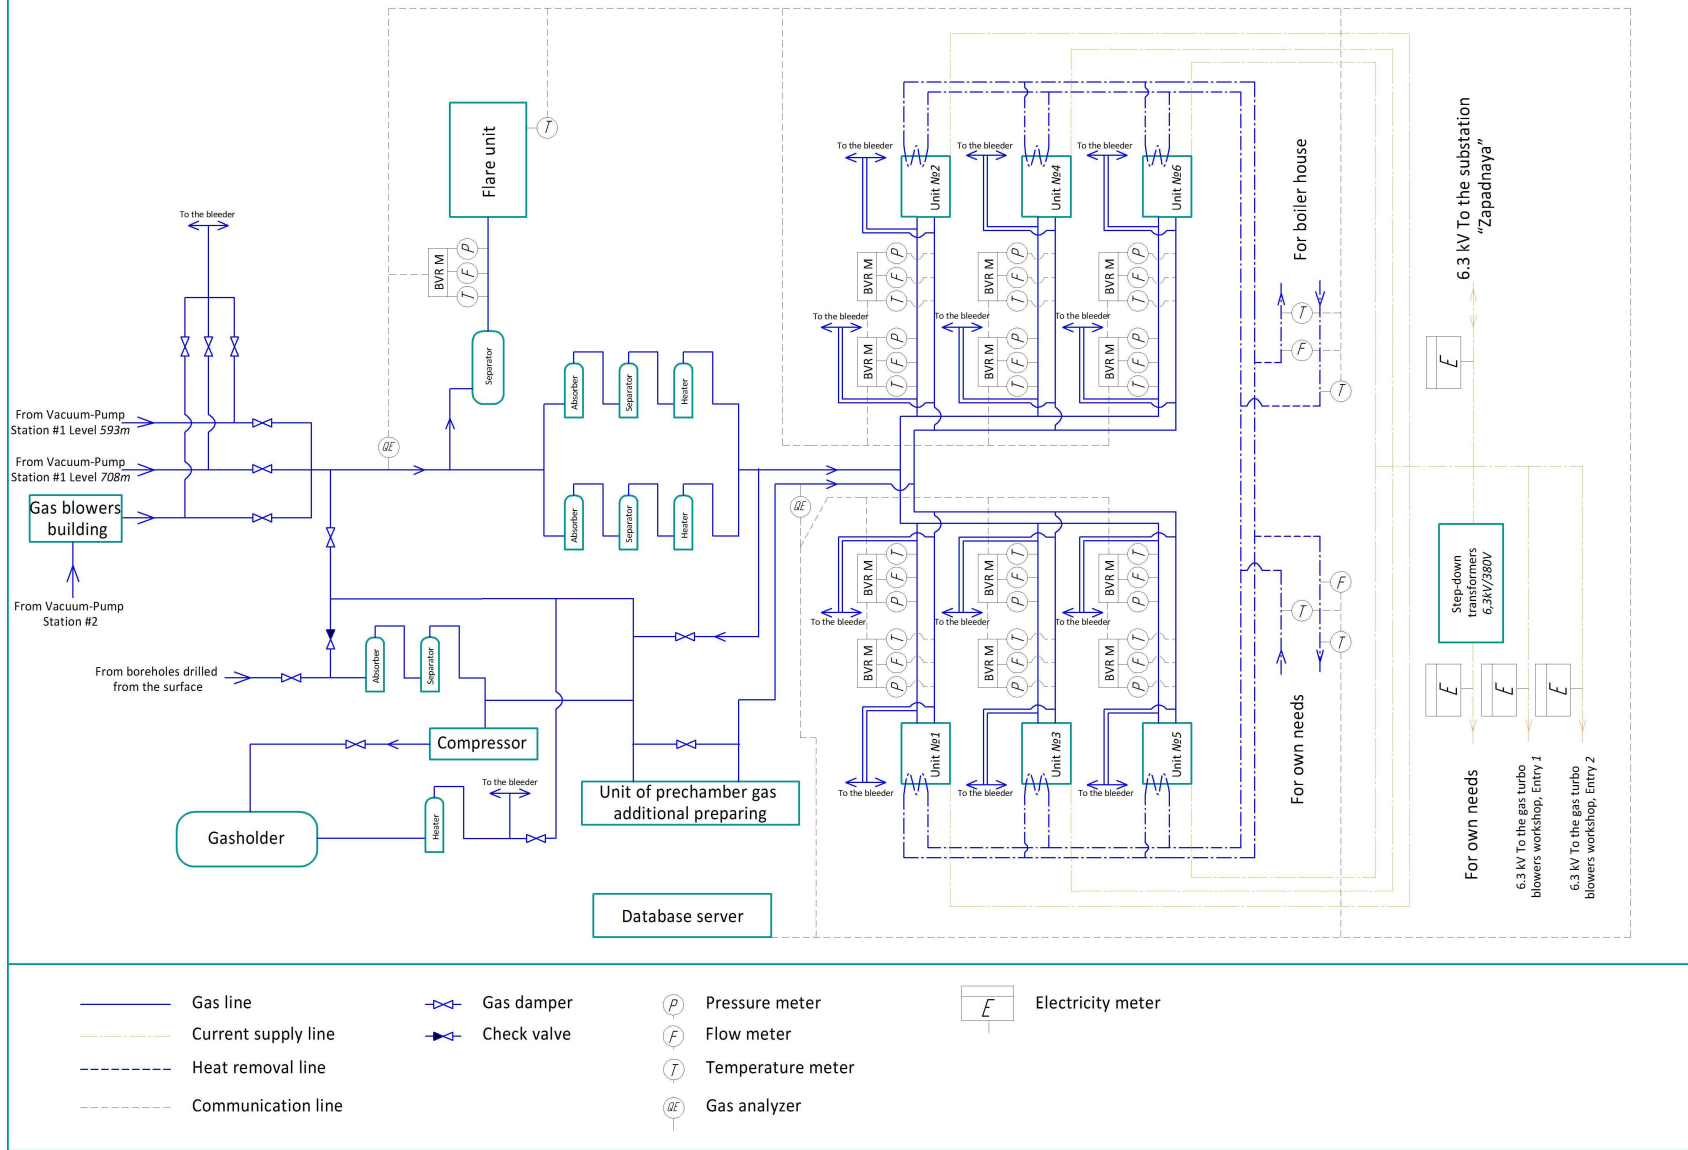 To the bleeder
From Vacuum-Pump
Station #1 Level 593m
From Vacuum-Pump
Station #1 Level 708m
Gas blowers
building
From Vacuum-Pump
Station #2
From boreholes drilled
from the surface
Flare unit
T
BVR M
P
F
T
Separator
QE
Absorber
Separator
Heater
Absorber
Separator
Heater
Absorber
Separator
Compressor
Gasholder
Heater
To the bleeder
Unit of prechamber gas
additional preparing
Database server
QE
To the bleeder
To the bleeder
To the bleeder
Unit №2
Unit №4
Unit №6
BVR M
P
F
T
BVR M
P
F
T
BVR M
P
F
T
To the bleeder
To the bleeder
To the bleeder
BVR M
P
F
T
BVR M
P
F
T
BVR M
P
F
T
BVR M
T
F
P
BVR M
T
F
P
BVR M
T
F
P
To the bleeder
To the bleeder
To the bleeder
BVR M
T
F
P
BVR M
T
F
P
BVR M
T
F
P
Unit №1
Unit №3
Unit №5
To the bleeder
To the bleeder
To the bleeder
For boiler house
T
F
T
F
T
T
For own needs
6.3 kV To the substation
“Zapadnaya”
E
Step-down
transformers
6,3kV/380V
E
E
E
For own needs
6.3 kV To the gas turbo
blowers workshop, Entry 1
6.3 kV To the gas turbo
blowers workshop, Entry 2
Gas line
Current supply line
Heat removal line
Communication line
Gas damper
Check valve
P Pressure meter
F Flow meter
T Temperature meter
QE Gas analyzer
E Electricity meter